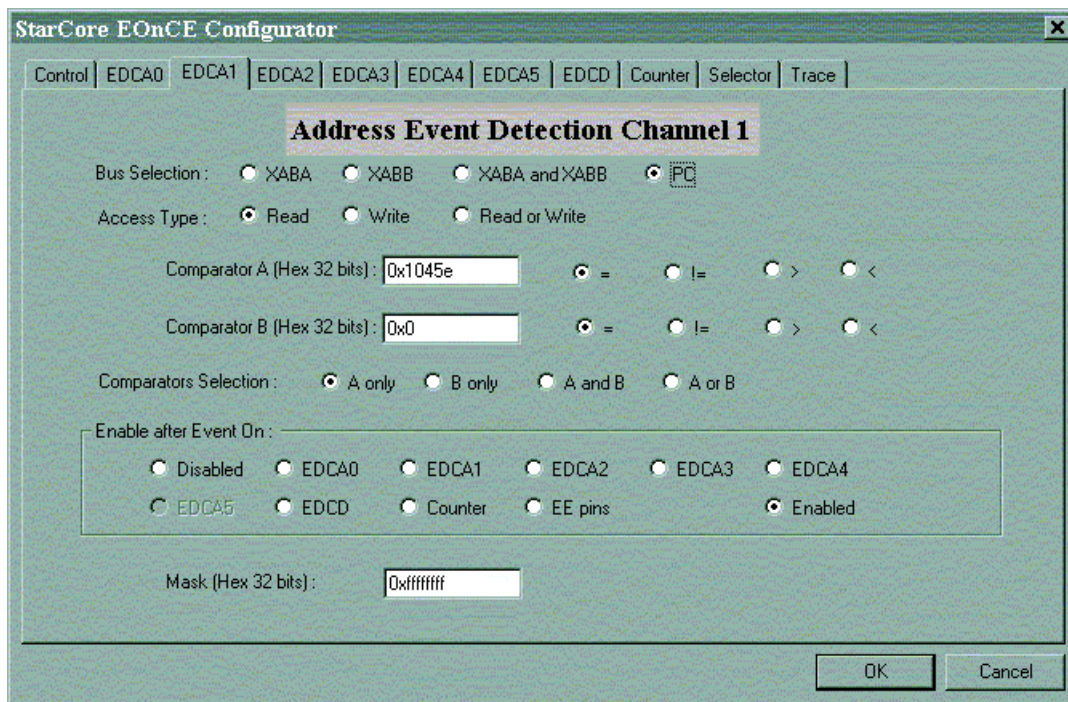 StarCore EOnCE Configurator
Control EDCA0 EDCA1 EDCA2 EDCA3 EDCA4 EDCA5 EDCD Counter Selector Trace
Address Event Detection Channel 1
Bus Selection : XABA XABB XABA and XABB PC
Access Type : Read Write Read or Write
Comparator A (Hex 32 bits) : 0x1045e = != > <
Comparator B (Hex 32 bits) : 0x0 = != > <
Comparators Selection : A only B only A and B A or B
Enable after Event On :
Disabled EDCA0 EDCA1 EDCA2 EDCA3 EDCA4
EDCA5 EDCD Counter EE pins Enabled
Mask (Hex 32 bits) : 0xffffffff
OK Cancel